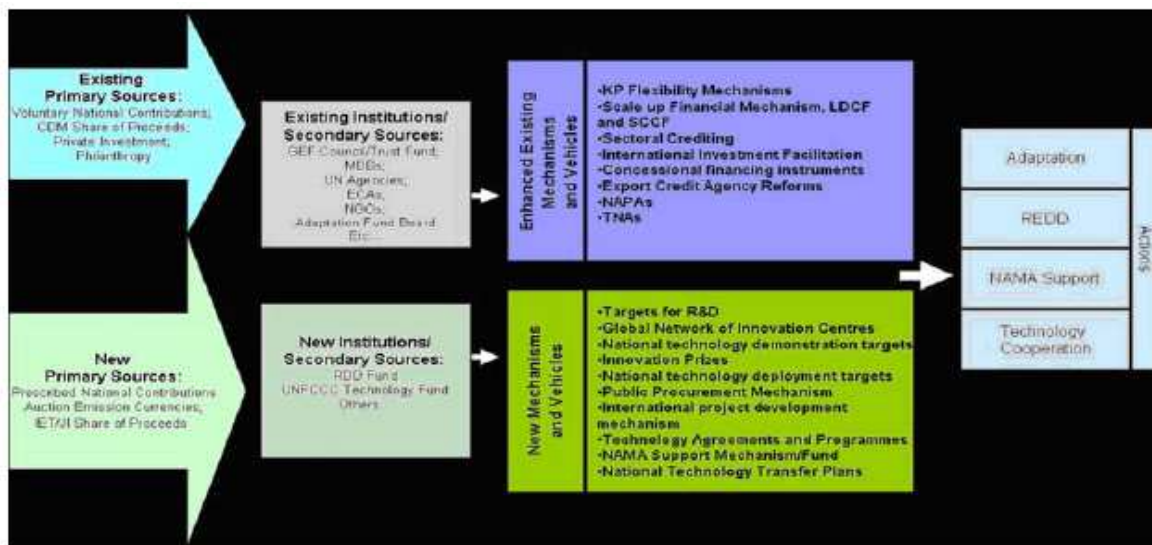 Existing
Primary Sources:
Voluntary National Contributions;
CDM Share of Proceeds;
Private Investment;
Philanthropy
Existing Institutions/
Secondary Sources:
GEF Council/Trust Fund;
MDBs;
UN Agencies;
ECAs;
NGOs;
Adaptation Fund Board
Etc...
Enhanced Existing
Mechanisms
and Vehicles
•KP Flexibility Mechanisms
•Scale up Financial Mechanism, LDCF
and SCCF
•Sectoral Crediting
•International Investment Facilitation
•Concessional financing instruments
•Export Credit Agency Reforms
•NAPAs
•TNAs
New
Primary Sources:
Prescribed National Contributions
Auction Emission Currencies;
IET/JI Share of Proceeds
New Institutions/
Secondary Sources:
RDD Fund
UNFCCC Technology Fund
Others
New Mechanisms
and Vehicles
•Targets for R&D
•Global Network of Innovation Centres
•National technology demonstration targets
•Innovation Prizes
•National technology deployment targets
•Public Procurement Mechanism
•International project development
mechanism
•Technology Agreements and Programmes
•NAMA Support Mechanism/Fund
•National Technology Transfer Plans
Adaptation
REDD
NAMA Support
Technology
Cooperation
Actions